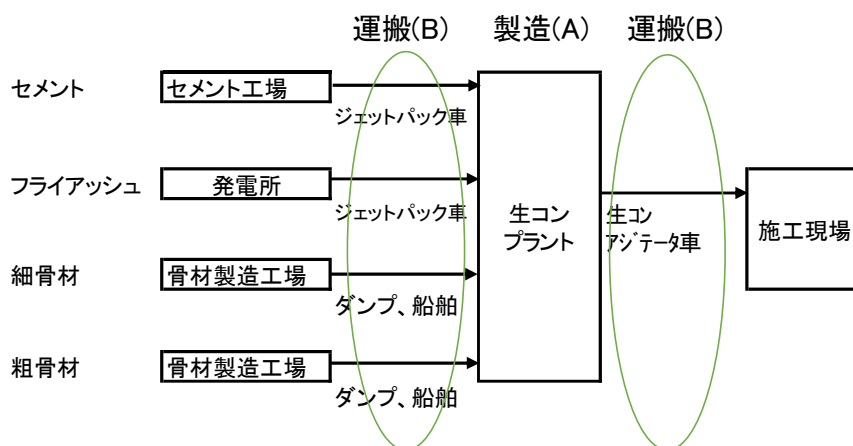 運搬(B) 製造(A) 運搬(B)
セメント セメント工場
ジェットパック車
フライアッシュ 発電所
ジェットパック車
生コン
プラント
生コン
アジテータ車
施工現場
細骨材 骨材製造工場
ダンプ、船舶
粗骨材 骨材製造工場
ダンプ、船舶